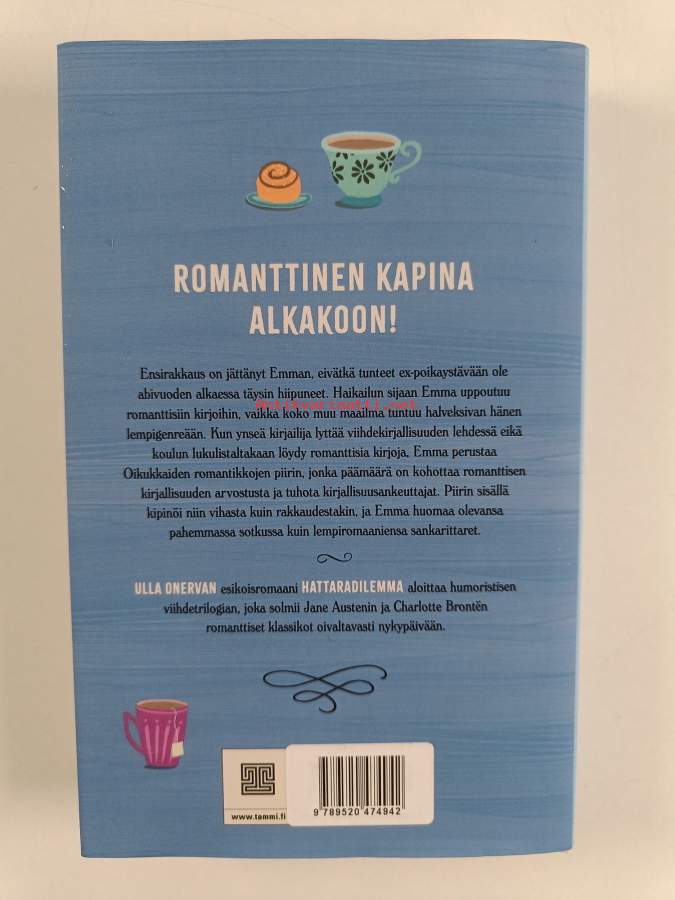 ROMANTTINEN KAPINA
ALKAKOON!
Ensirakkaus on jättänyt Emman, eivätkä tunteet ex-poikaystävään ole
abivuoden alkaessa täysin hiipuneet. Haikailun sijaan Emma uppoutuu
Antikvariaatti.net
romanttisiin kirjoihin, vaikka koko muu maailma tuntuu halveksivan hänen
lempigenreään. Kun ynseä kirjailija lyttää viihdekirjallisuuden lehdessä eikä
koulun lukulistaltakaan löydy romanttisia kirjoja, Emma perustaa
Oikukkaiden romantikkojen piirin, jonka päämäärä on kohottaa romanttisen
kirjallisuuden arvostusta ja tuhota kirjallisuusankeuttajat. Piirin sisällä
kipinöi niin vihasta kuin rakkaudestakin, ja Emma huomaa olevansa
pahemmassa sotkussa kuin lempiromaaniensa sankarittaret.
ULLA ONERVAN esikoisromaani HATTARADILEMMA aloittaa humoristisen
viihdetrilogian, joka solmii Jane Austenin ja Charlotte Brontën
romanttiset klassikot oivaltavasti nykypäivään.
www.tammi.fi
9 789520 474942